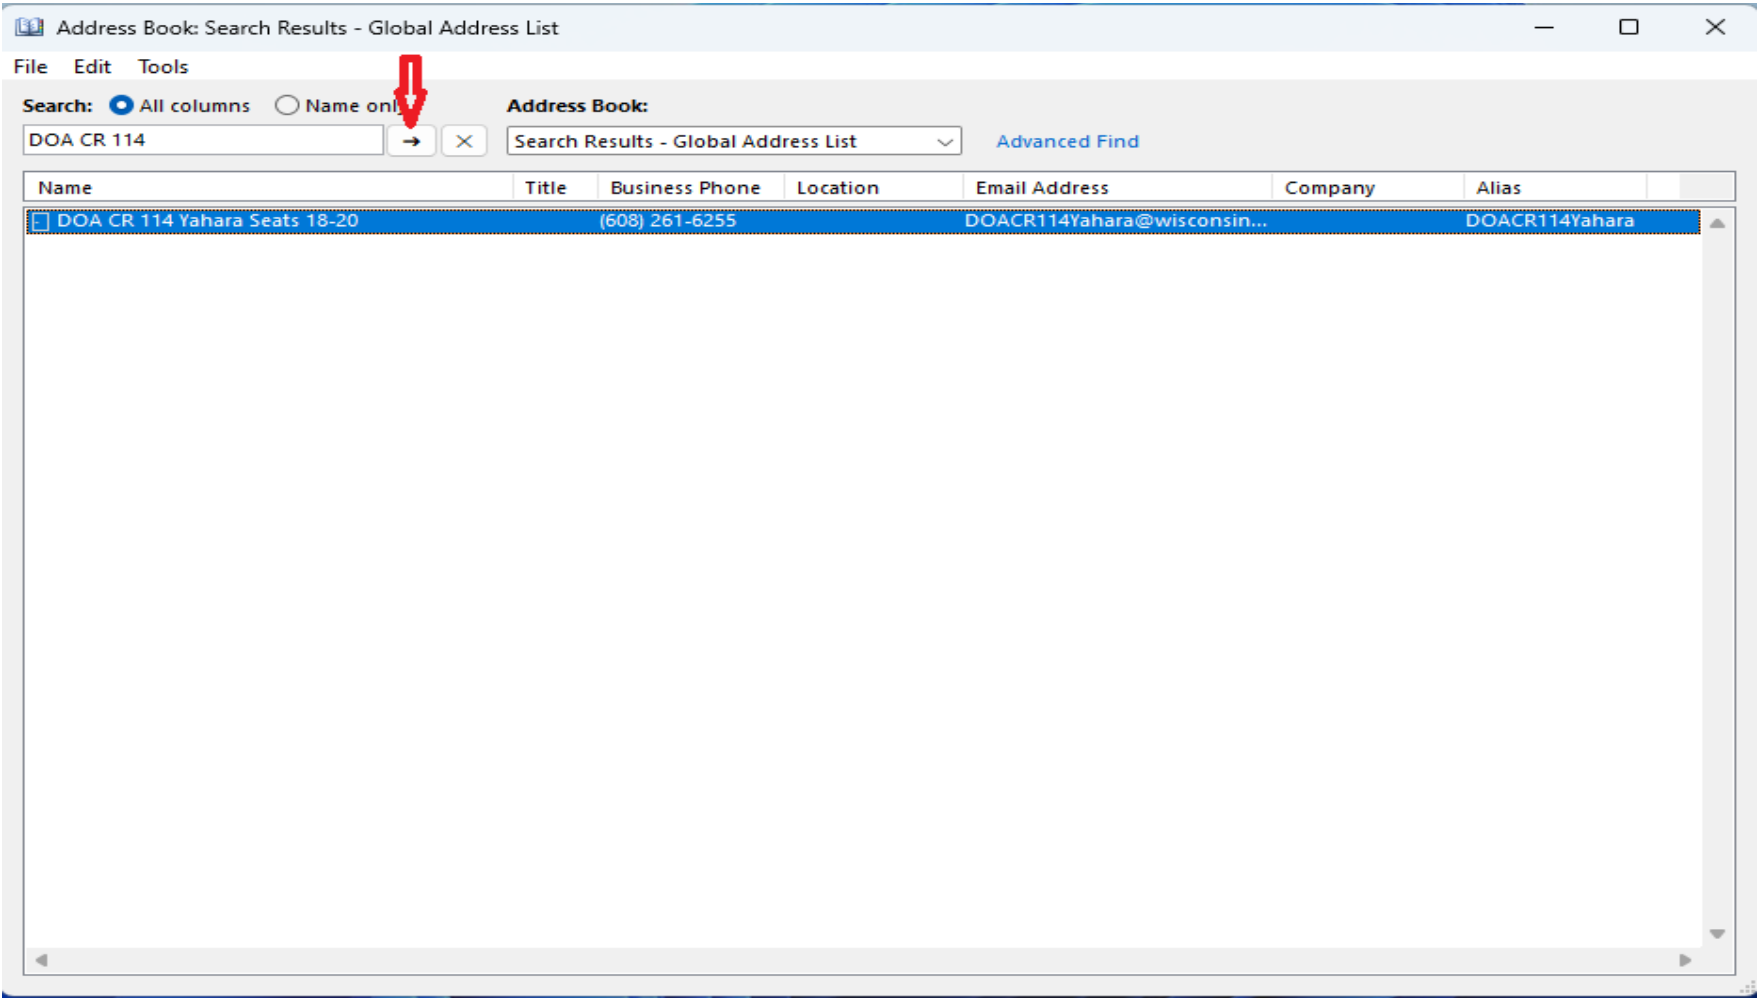 Address Book: Search Results - Global Address List
File Edit Tools
Search: All columns Name only Address Book:
DOA CR 114 Search Results - Global Address List Advanced Find
Name Title Business Phone Location Email Address Company Alias
DOA CR 114 Yahara Seats 18-20 (608) 261-6255 DOACR114Yahara@wisconsin... DOACR114Yahara